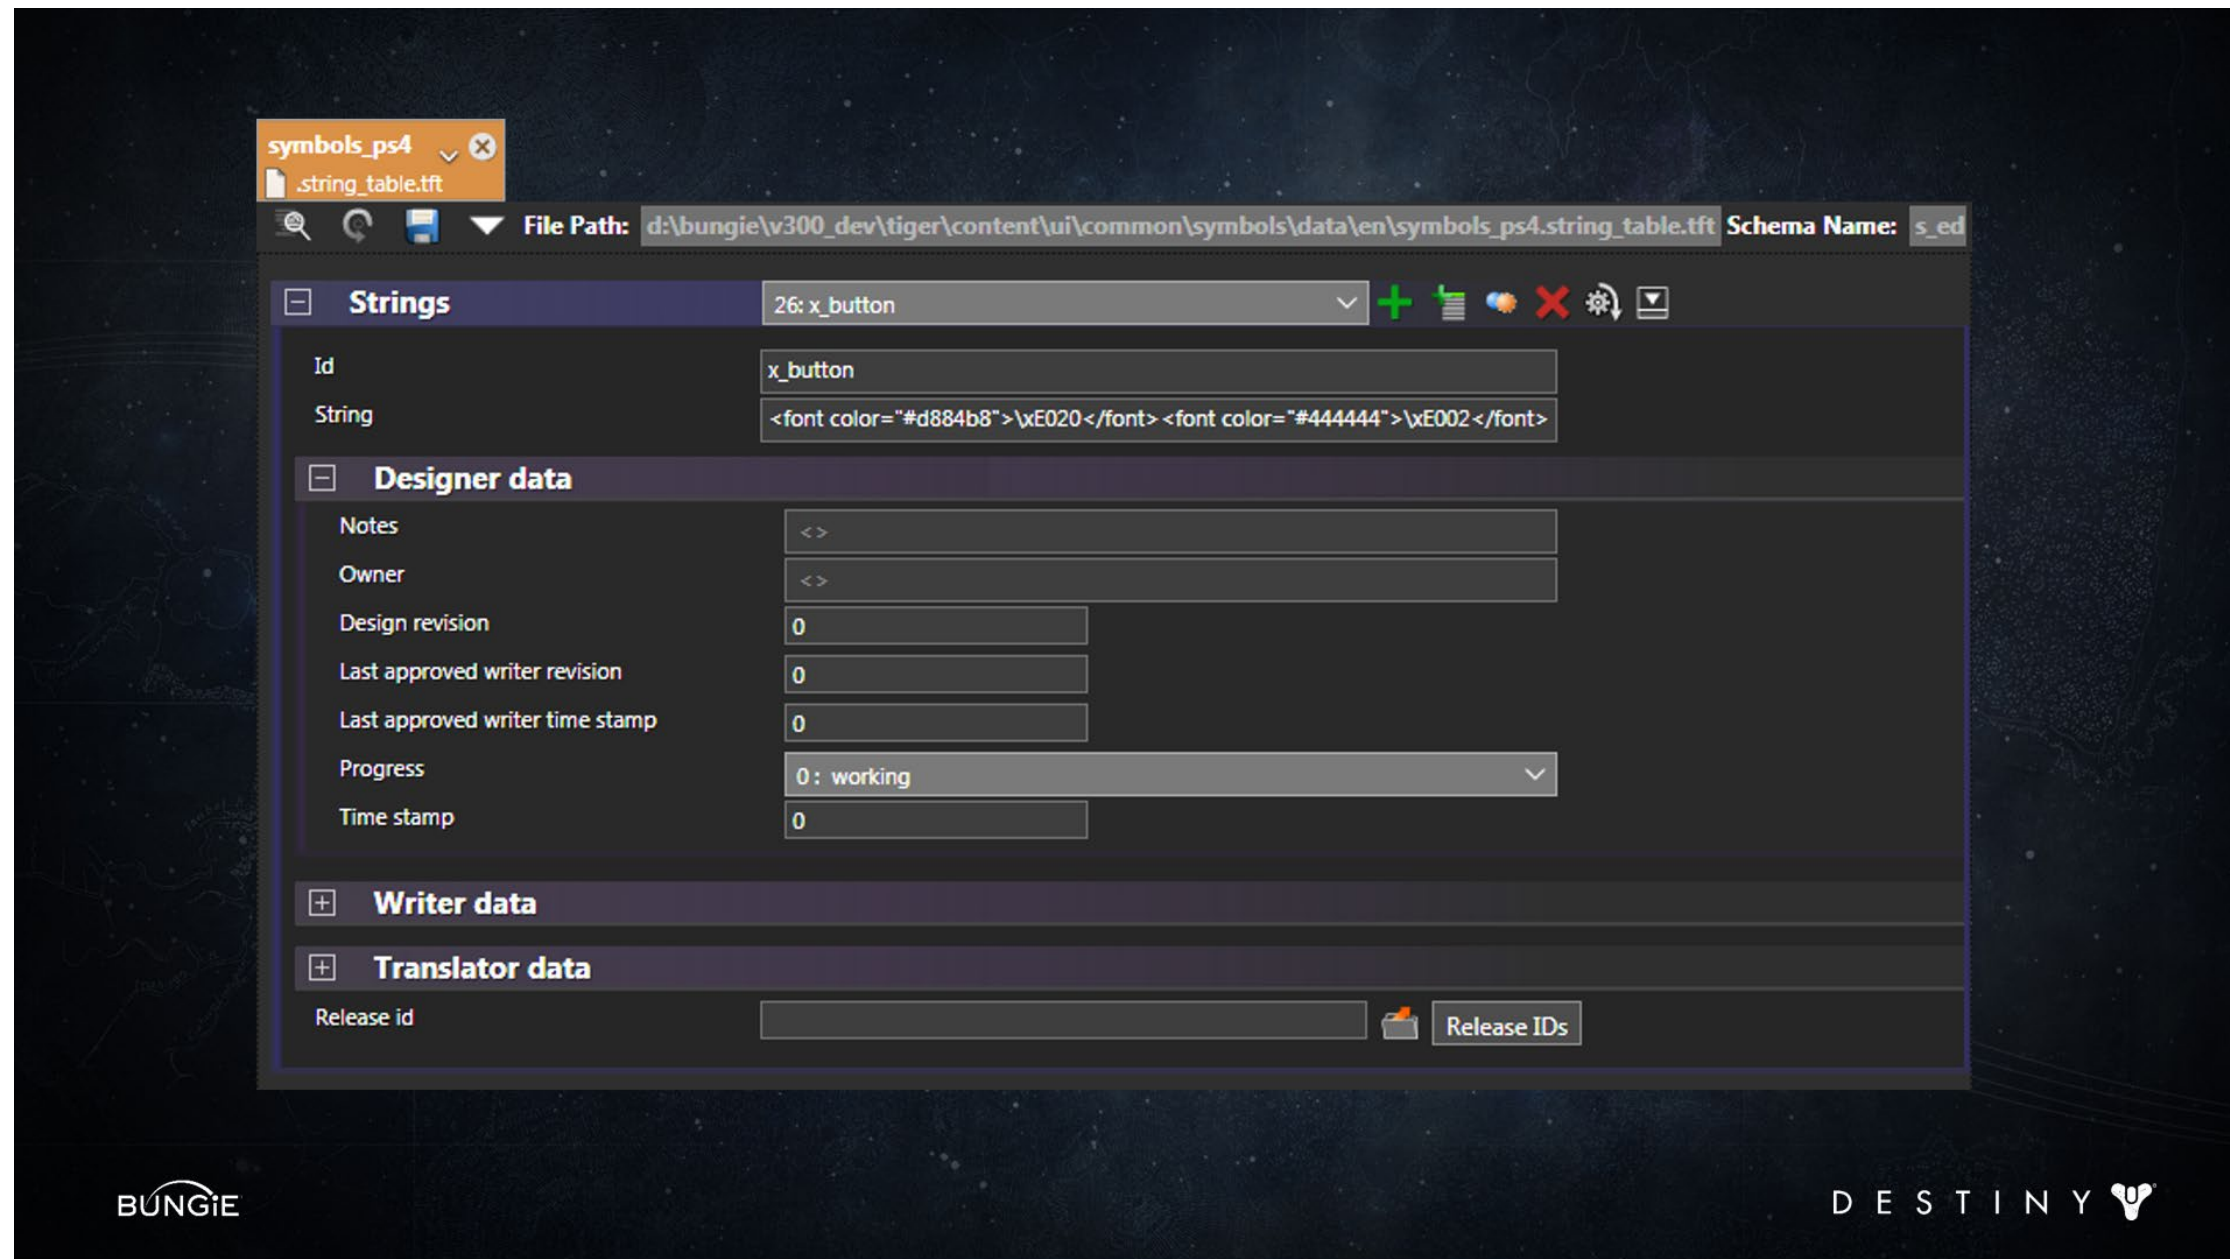 symbols_ps4
.string_table.tft
File Path: d:\bungie\v300_dev\tiger\content\ui\common\symbols\data\en\symbols_ps4.string_table.tft Schema Name: s_ed
Strings 26: x_button
Id x_button
String <font color="#d884b8">\xE020</font><font color="#444444">\xE002</font>
Designer data
Notes <>
Owner <>
Design revision 0
Last approved writer revision 0
Last approved writer time stamp 0
Progress 0 : working
Time stamp 0
Writer data
Translator data
Release id Release IDs
BUNGiE DESTINY